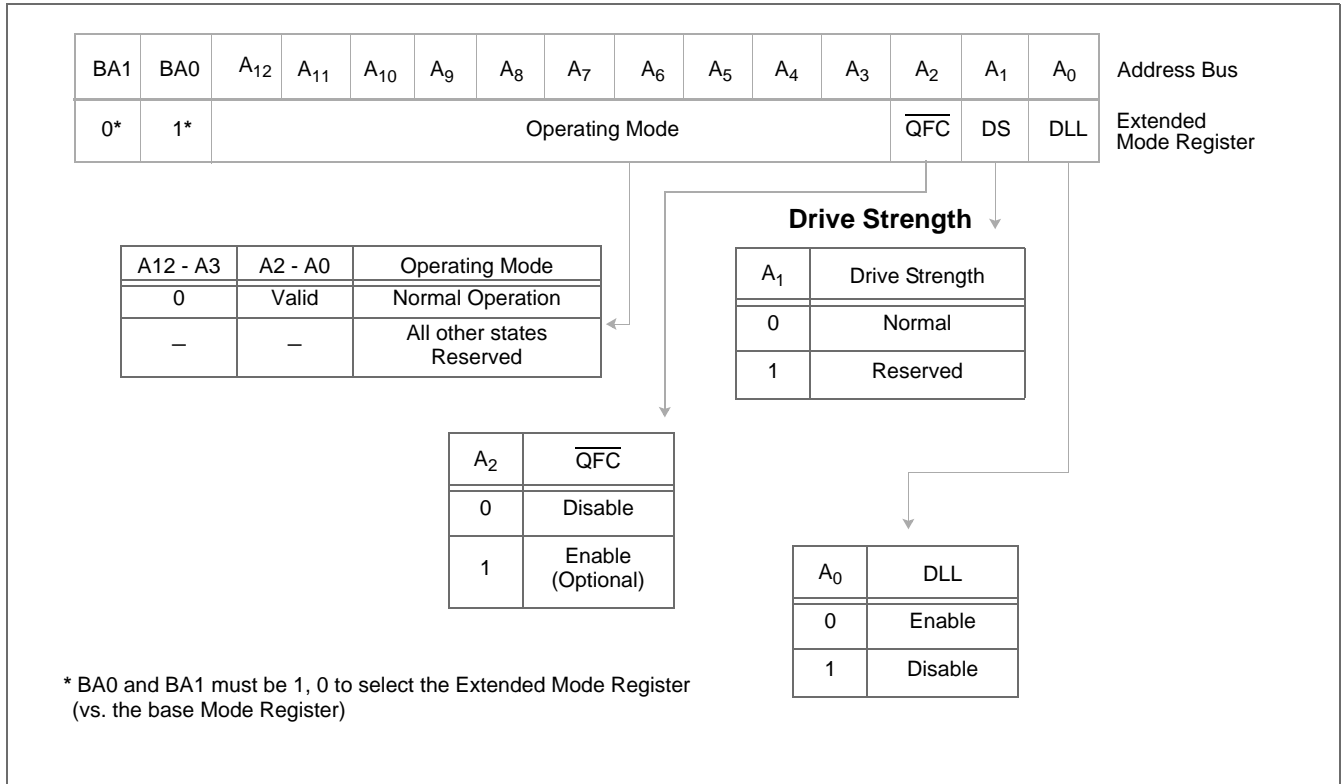 BA1 BA0 A12 A11 A10 A9 A8 A7 A6 A5 A4 A3 A2 A1 A0 Address Bus
0* 1* Operating Mode Q̅F̅C̅ DS DLL Extended
Mode Register
Drive Strength
A12 - A3 A2 - A0 Operating Mode
0 Valid Normal Operation
– – All other states
Reserved
A1 Drive Strength
0 Normal
1 Reserved
A2 Q̅F̅C̅
0 Disable
1 Enable
(Optional)
A0 DLL
0 Enable
1 Disable
* BA0 and BA1 must be 1, 0 to select the Extended Mode Register
(vs. the base Mode Register)